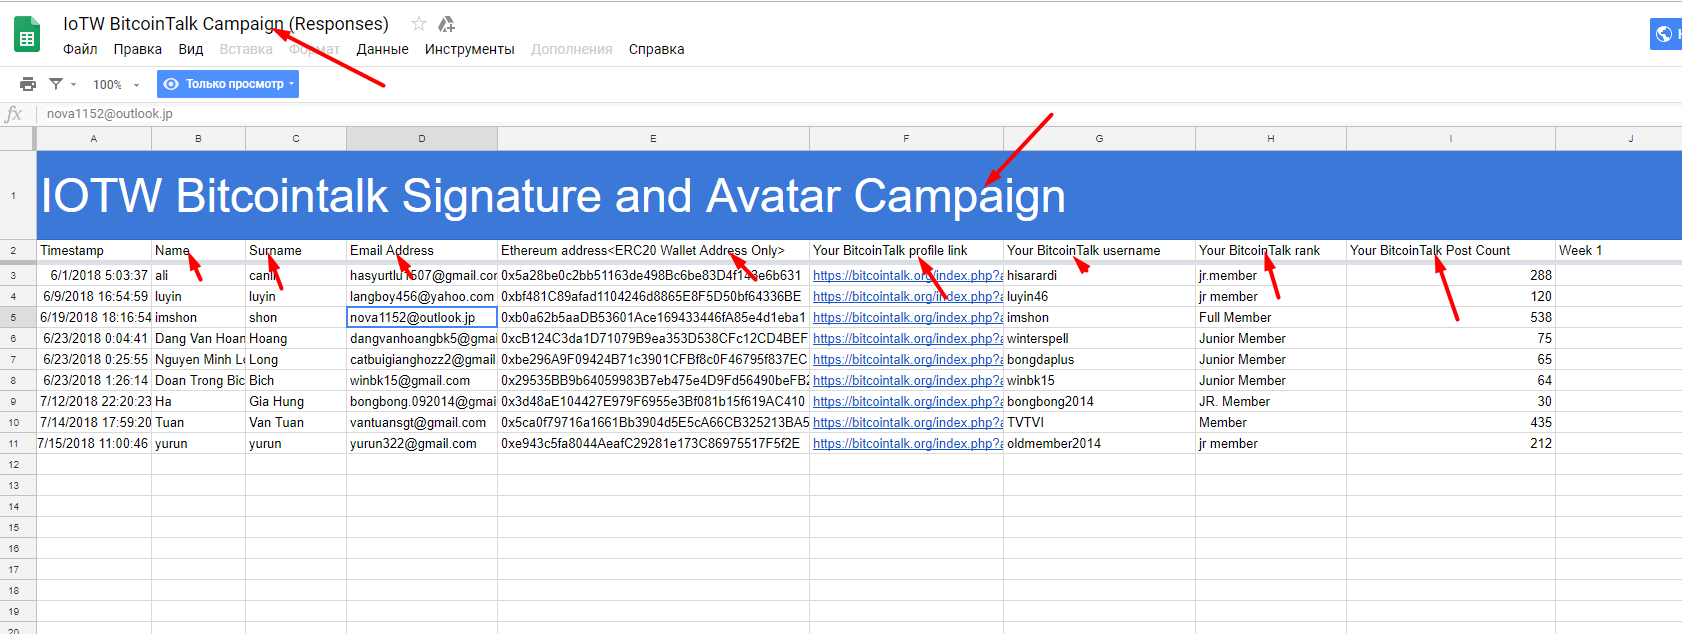 IoTW BitcoinTalk Campaign (Responses)
Файл Правка Вид Вставка Формат Данные Инструменты Дополнения Справка
100% Только просмотр
fx nova1152@outlook.jp
A B C D E F G H I J
1 IOTW Bitcointalk Signature and Avatar Campaign
2 Timestamp Name Surname Email Address Ethereum address<ERC20 Wallet Address Only> Your BitcoinTalk profile link Your BitcoinTalk username Your BitcoinTalk rank Your BitcoinTalk Post Count Week 1
3 6/1/2018 5:03:37 ali canli hasyurtlu1507@gmail.com 0x5a28be0c2bb51163de498Bc6be83D4f143e6b631 https://bitcointalk.org/index.php?a hisarardi jr.member 288
4 6/9/2018 16:54:59 luyin luyin langboy456@yahoo.com 0xbf481C89afad1104246d8865E8F5D50bf64336BE https://bitcointalk.org/index.php?a luyin46 jr member 120
5 6/19/2018 18:16:54 imshon shon nova1152@outlook.jp 0xb0a62b5aaDB53601Ace169433446fA85e4d1eba1 https://bitcointalk.org/index.php?a imshon Full Member 538
6 6/23/2018 0:04:41 Dang Van Hoan Hoang dangvanhoangbk5@gmai 0xcB124C3da1D71079B9ea353D538CFc12CD4BEF https://bitcointalk.org/index.php?a winterspell Junior Member 75
7 6/23/2018 0:25:55 Nguyen Minh Lo Long catbuigianghozz2@gmail. 0xbe296A9F09424B71c3901CFBf8c0F46795f837EC https://bitcointalk.org/index.php?a bongdaplus Junior Member 65
8 6/23/2018 1:26:14 Doan Trong Bic Bich winbk15@gmail.com 0x29535BB9b64059983B7eb475e4D9Fd56490beFB2 https://bitcointalk.org/index.php?a winbk15 Junior Member 64
9 7/12/2018 22:20:23 Ha Gia Hung bongbong.092014@gmai 0x3d48aE104427E979F6955e3Bf081b15f619AC410 https://bitcointalk.org/index.php?a bongbong2014 JR. Member 30
10 7/14/2018 17:59:20 Tuan Van Tuan vantuansgt@gmail.com 0x5ca0f79716a1661Bb3904d5E5cA66CB325213BA5 https://bitcointalk.org/index.php?a TVTVI Member 435
11 7/15/2018 11:00:46 yurun yurun yurun322@gmail.com 0xe943c5fa8044AeafC29281e173C86975517F5f2E https://bitcointalk.org/index.php?a oldmember2014 jr member 212
12
13
14
15
16
17
18
19
20